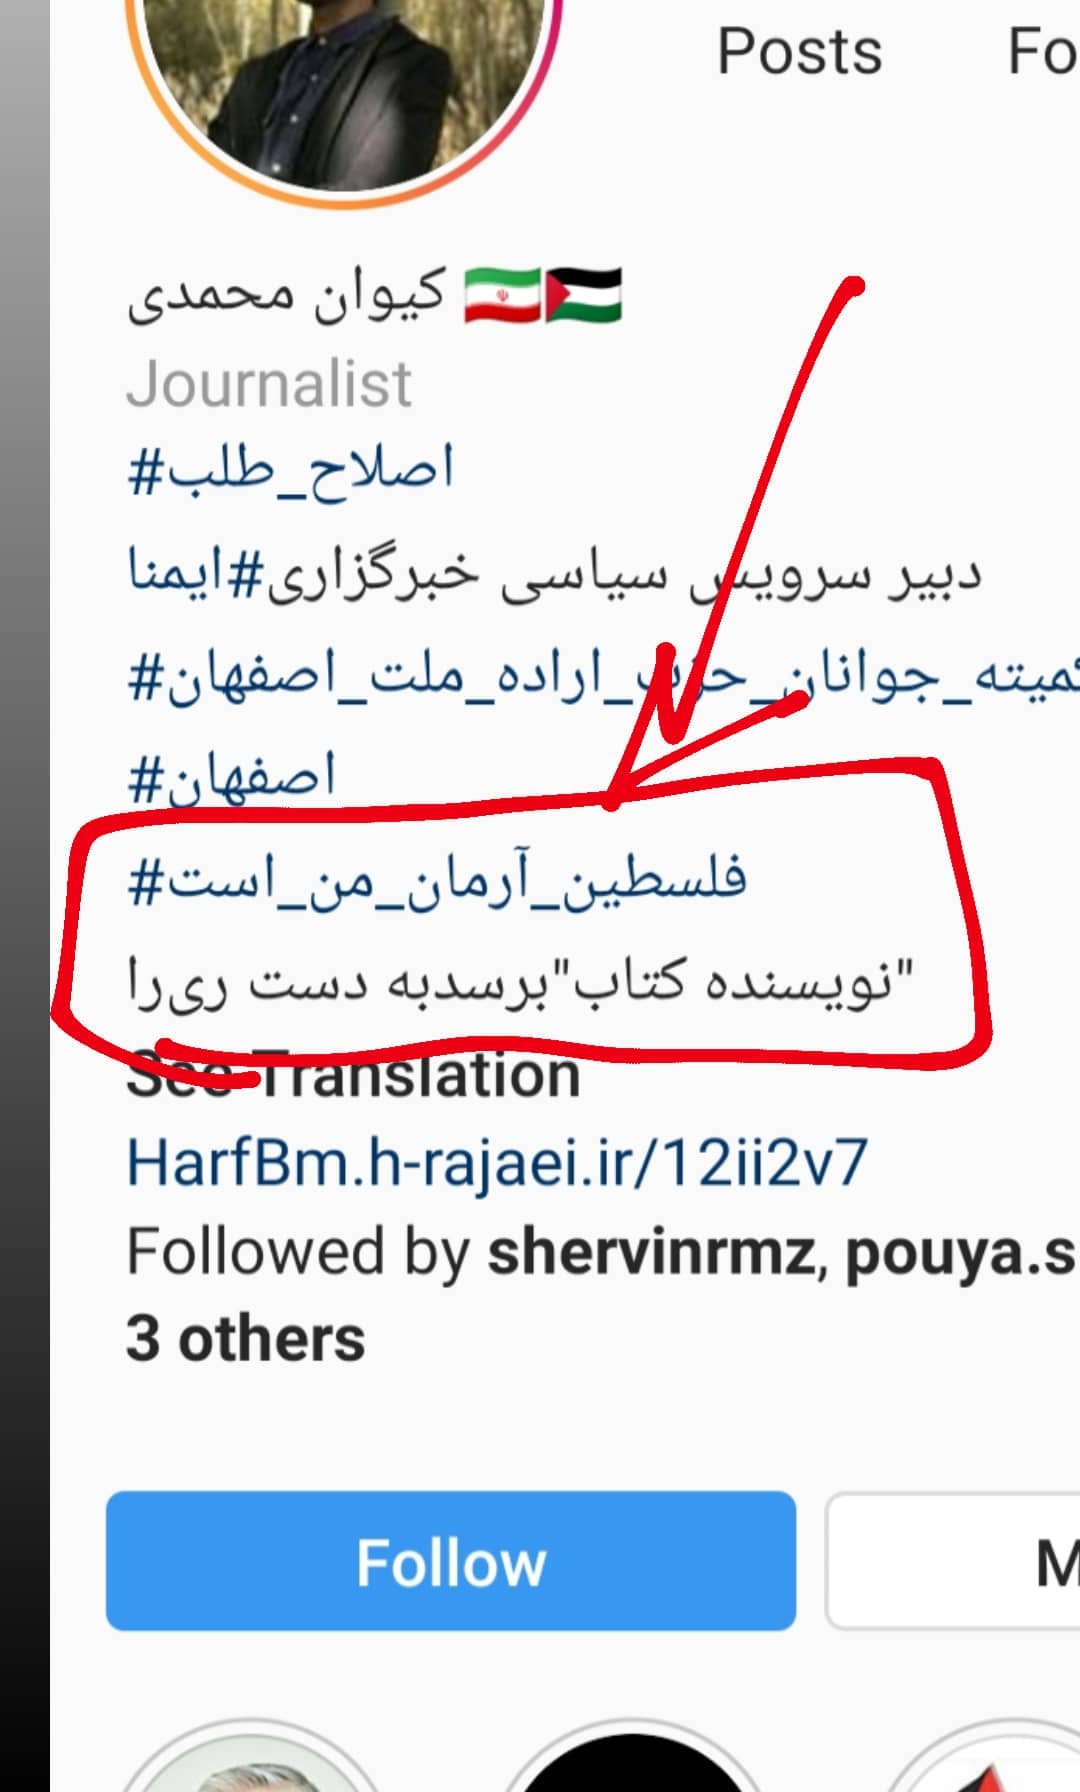 Posts
کیوان محمدی 🇮🇷🇵🇸
Journalist
#اصلاح_طلب
دبیر سرویس سیاسی خبرگزاری#ایمنا
#کمیته_جوانان_حزب_اراده_ملت_اصفهان
#اصفهان
#فلسطین_آرمان_من_است
نویسنده کتاب"برسدبه دست ری‌را"
See Translation
HarfBm.h-rajaei.ir/12ii2v7
Followed by shervinrmz, pouya.s
3 others
Follow